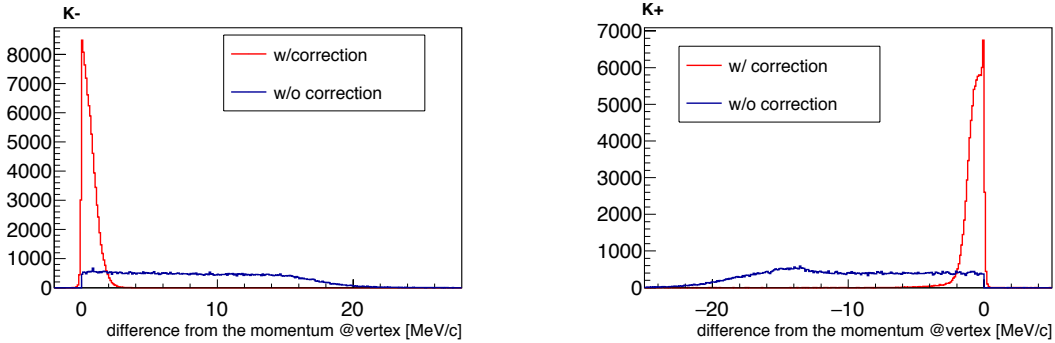 K-
8000
7000
6000
5000
4000
3000
2000
1000
0
w/correction
w/o correction
0
10
20
difference from the momentum @vertex [MeV/c]
K+
7000
6000
5000
4000
3000
2000
1000
0
w/ correction
w/o correction
−20
−10
0
difference from the momentum @vertex [MeV/c]